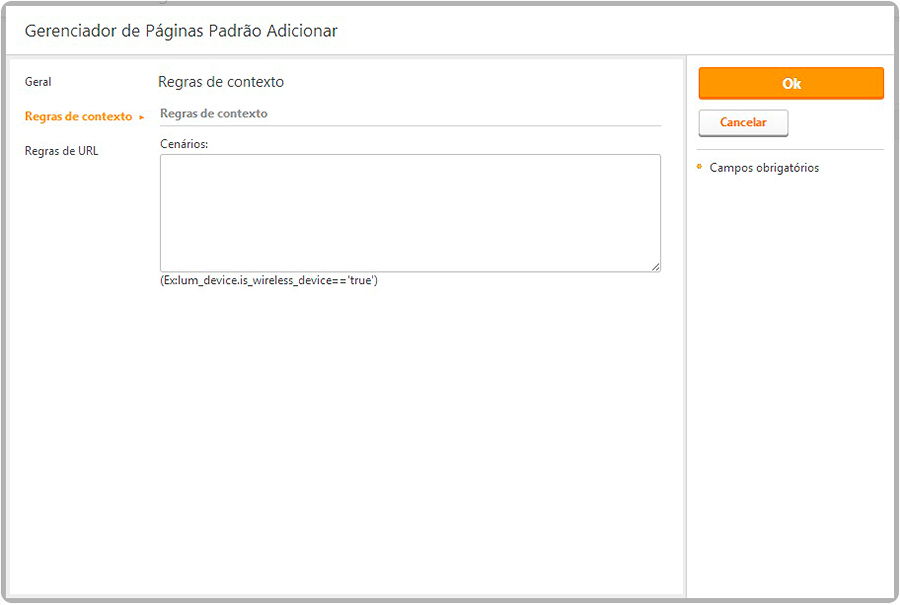 Gerenciador de Páginas Padrão Adicionar
Geral
Regras de contexto
Regras de URL
Regras de contexto
Regras de contexto
Cenários:
(Ex:lum_device.is_wireless_device=='true')
Ok
Cancelar
* Campos obrigatórios